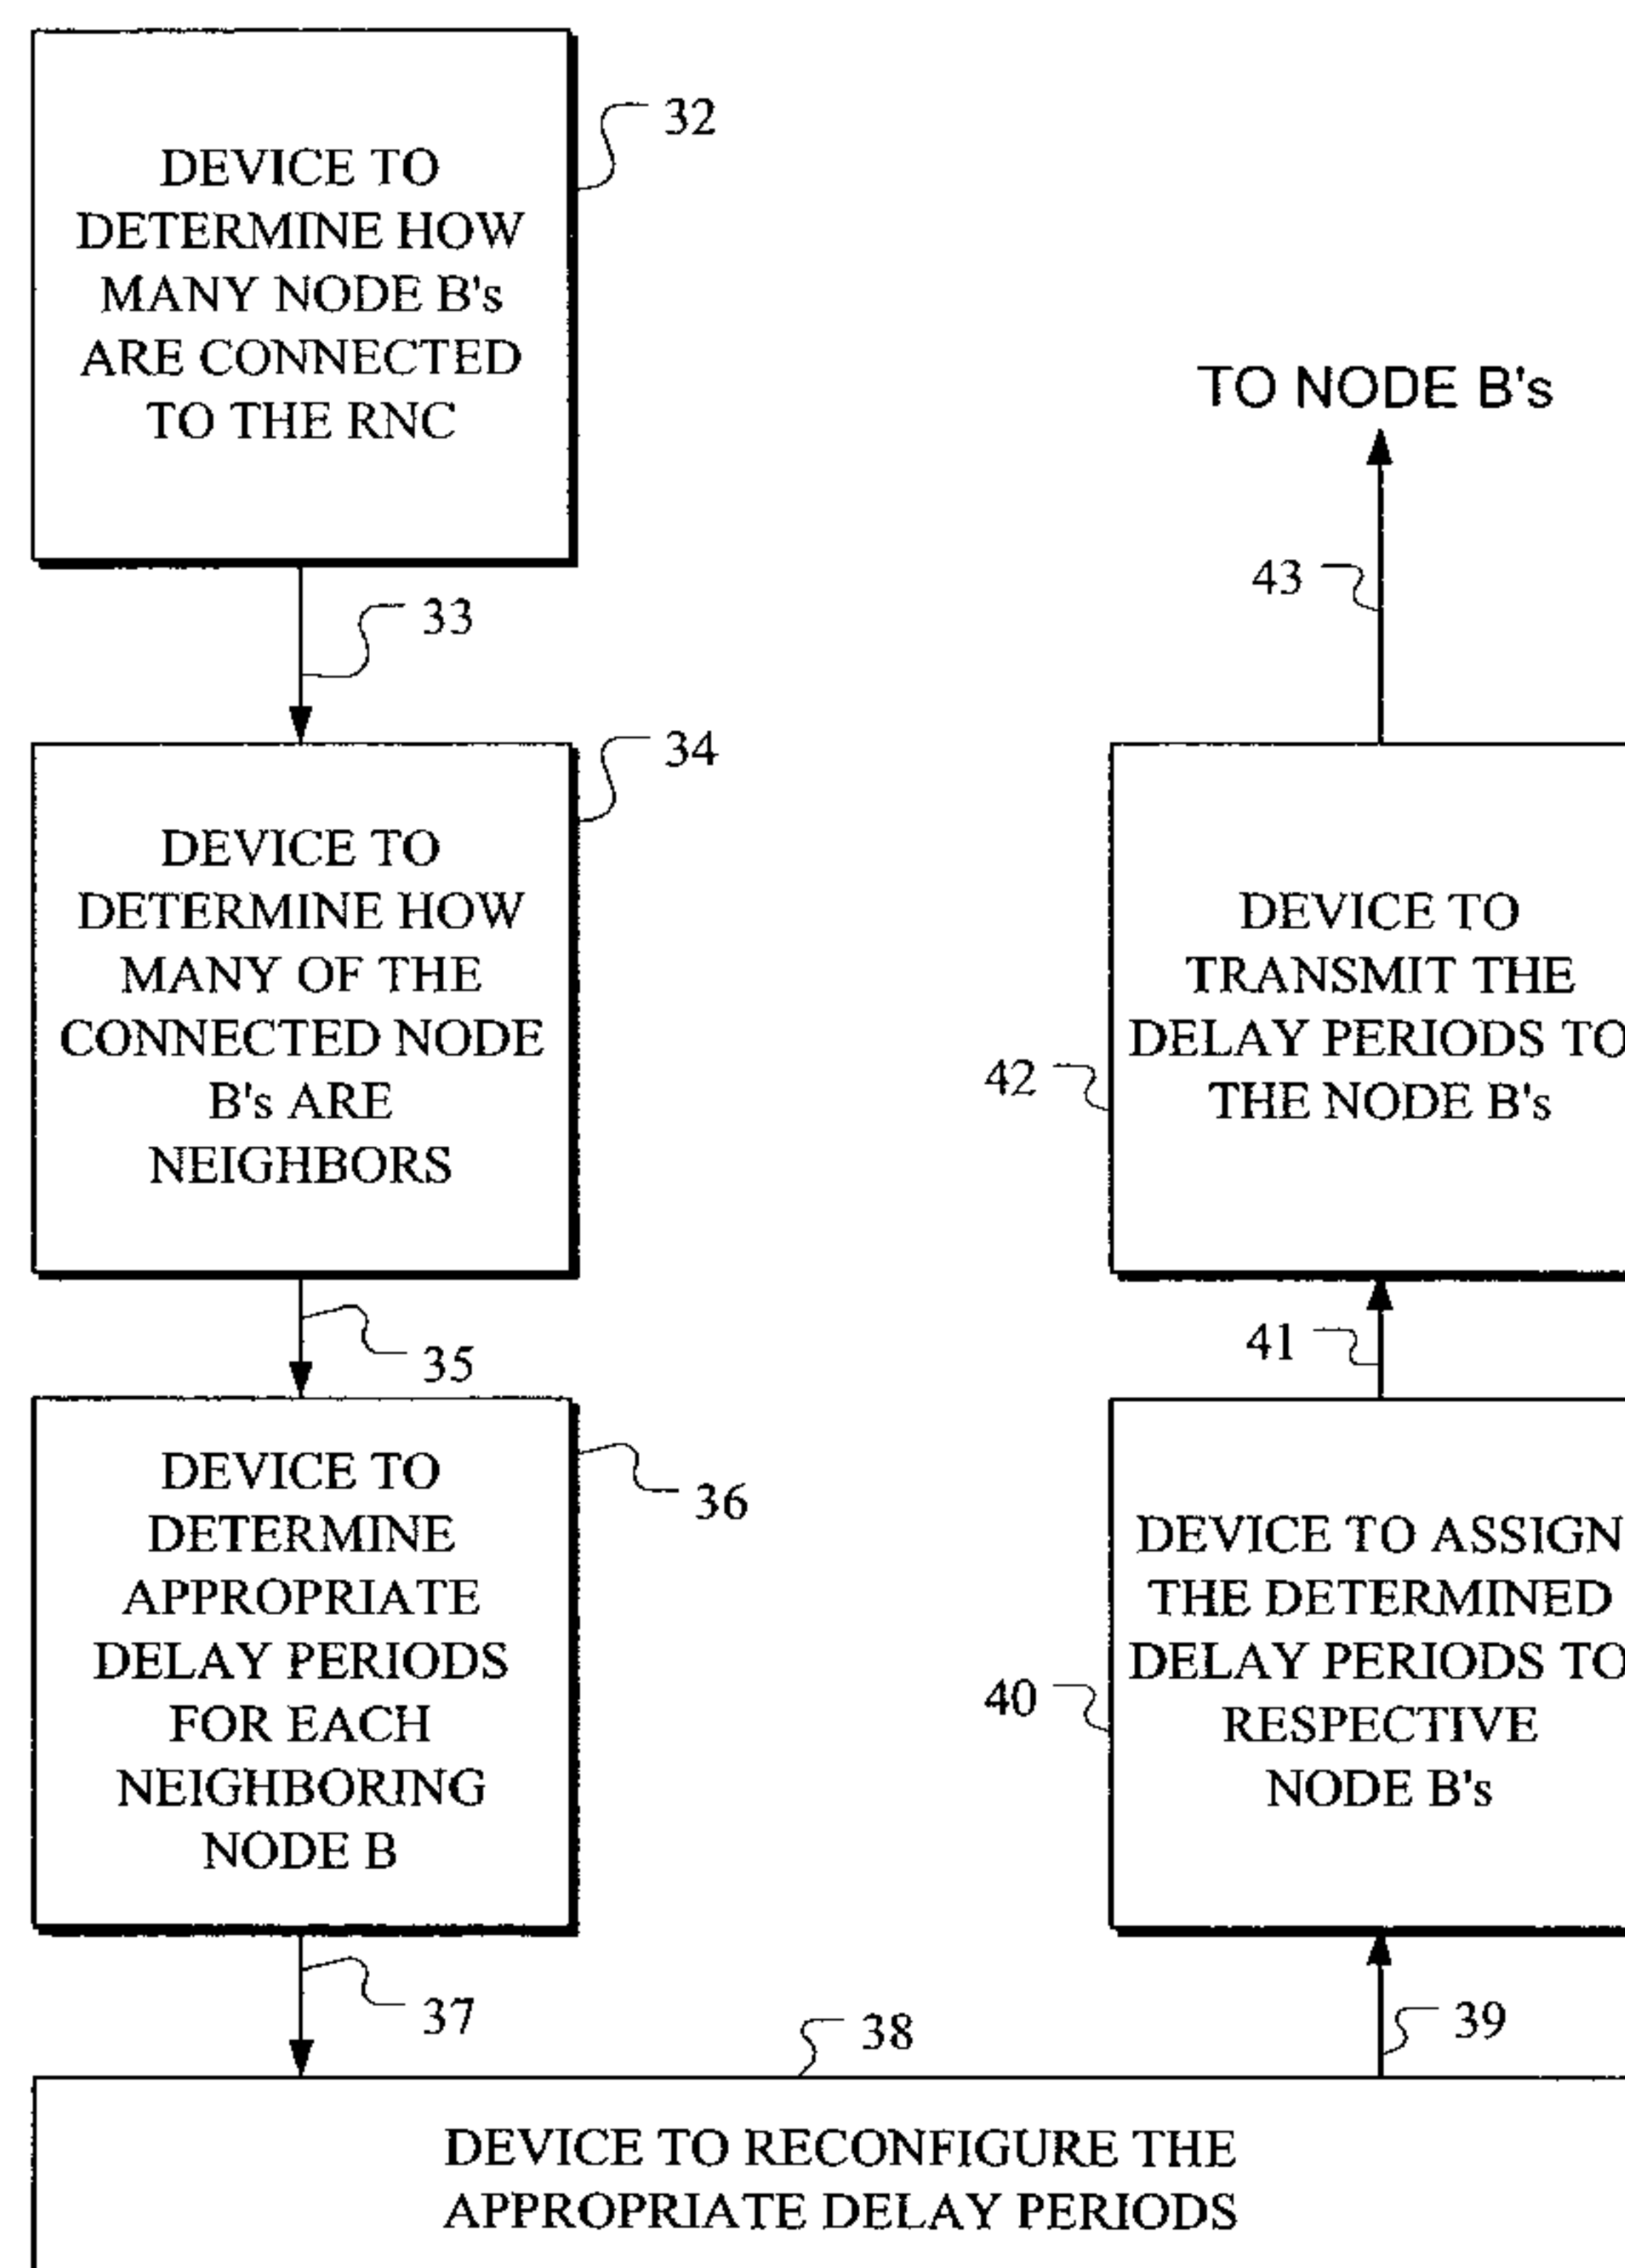 DEVICE TO
DETERMINE HOW
MANY NODE B's
ARE CONNECTED
TO THE RNC
32
33
DEVICE TO
DETERMINE HOW
MANY OF THE
CONNECTED NODE
B's ARE
NEIGHBORS
34
35
DEVICE TO
DETERMINE
APPROPRIATE
DELAY PERIODS
FOR EACH
NEIGHBORING
NODE B
36
37
38
DEVICE TO RECONFIGURE THE
APPROPRIATE DELAY PERIODS
39
DEVICE TO ASSIGN
THE DETERMINED
DELAY PERIODS TO
RESPECTIVE
NODE B's
40
41
DEVICE TO
TRANSMIT THE
DELAY PERIODS TO
THE NODE B's
42
43
TO NODE B's